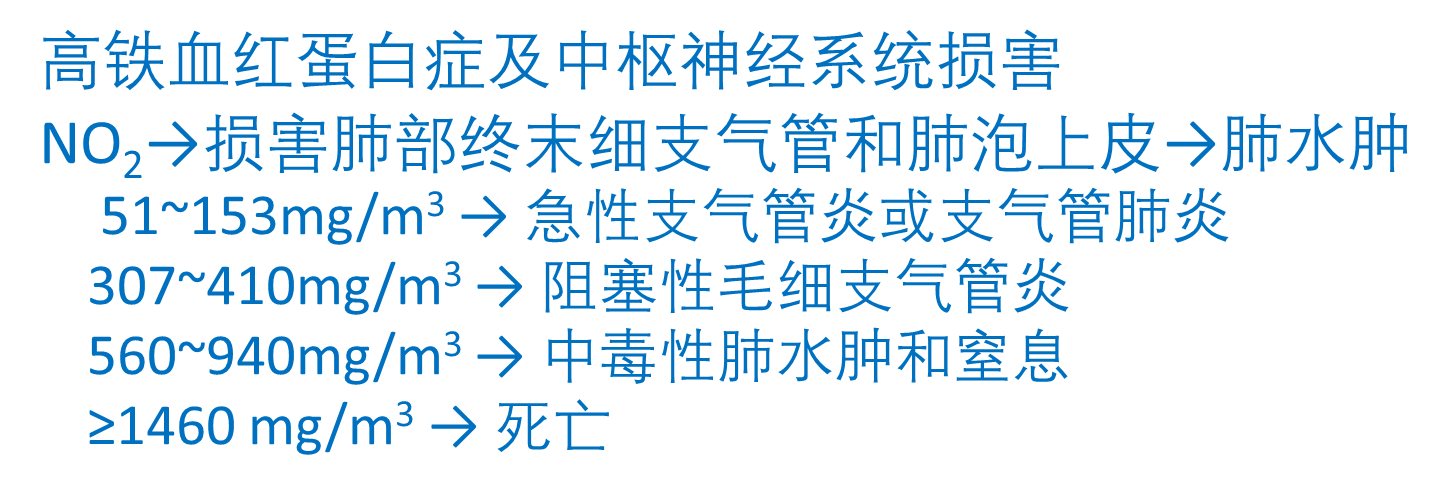 高铁血红蛋白症及中枢神经系统损害
NO₂→损害肺部终末细支气管和肺泡上皮→肺水肿
51~153mg/m³ → 急性支气管炎或支气管肺炎
307~410mg/m³ → 阻塞性毛细支气管炎
560~940mg/m³ → 中毒性肺水肿和窒息
≥1460 mg/m³ → 死亡